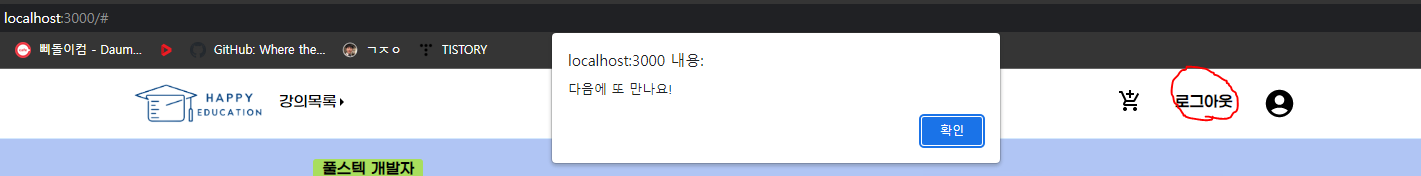 localhost:3000/#
cafe
뻐돌이컴 - Daum...
GitHub: Where the...
ㄱㅈㅇ
TISTORY
localhost:3000 내용:
다음에 또 만나요!
확인
HAPPY
EDUCATION
강의목록
로그아웃
풀스텍 개발자